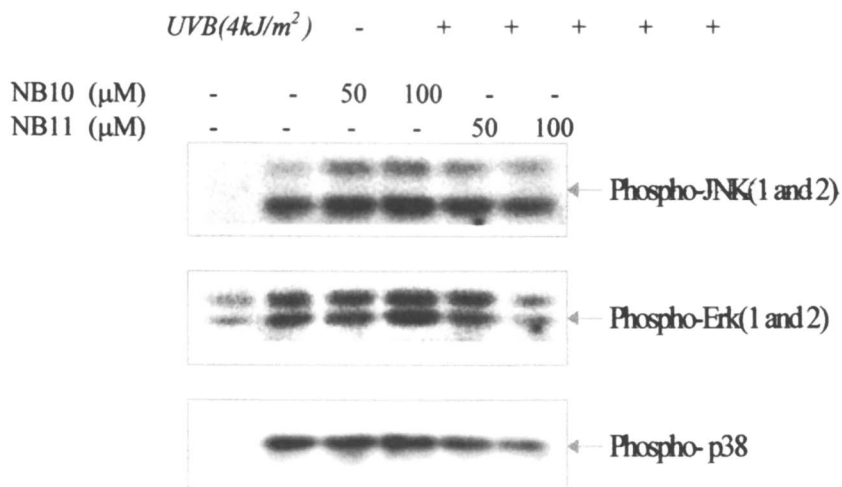 UVB(4kJ/m²) - + + + + +
NB10 (μM) - - 50 100 - -
NB11 (μM) - - - - 50 100
Phospho-JNK(1 and 2)
Phospho-Erk(1 and 2)
Phospho- p38